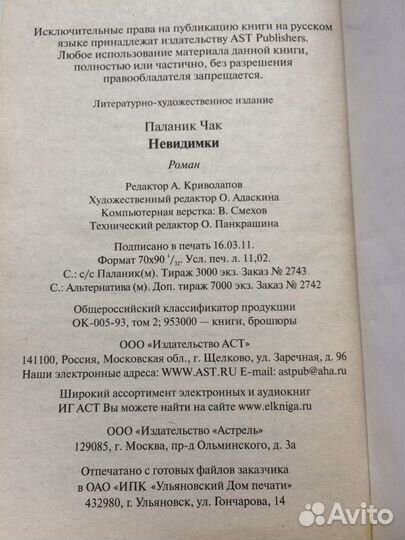 Исключительные права на публикацию книги на русском
языке принадлежат издательству AST Publishers.
Любое использование материала данной книги,
полностью или частично, без разрешения
правообладателя запрещается.
Литературно-художественное издание
Паланик Чак
Невидимки
Роман
Редактор А. Криволапов
Художественный редактор О. Адаскина
Компьютерная верстка: В. Смехов
Технический редактор О. Панкрашина
Подписано в печать 16.03.11.
Формат 70х90 1/32. Усл. печ. л. 11,02.
С.: с/с Паланик(м). Тираж 3000 экз. Заказ № 2743
С.: Альтернатива (м). Доп. тираж 7000 экз. Заказ № 2742
Общероссийский классификатор продукции
ОК-005-93, том 2; 953000 — книги, брошюры
ООО «Издательство АСТ»
141100, Россия, Московская обл., г. Щелково, ул. Заречная, д. 96
Наши электронные адреса: WWW.AST.RU E-mail: astpub@aha.ru
Широкий ассортимент электронных и аудиокниг
ИГ АСТ Вы можете найти на сайте www.elkniga.ru
ООО «Издательство «Астрель»
129085, г. Москва, пр-д Ольминского, д. 3а
Отпечатано с готовых файлов заказчика
в ОАО «ИПК «Ульяновский Дом печати»
432980, г. Ульяновск, ул. Гончарова, 14
Avito